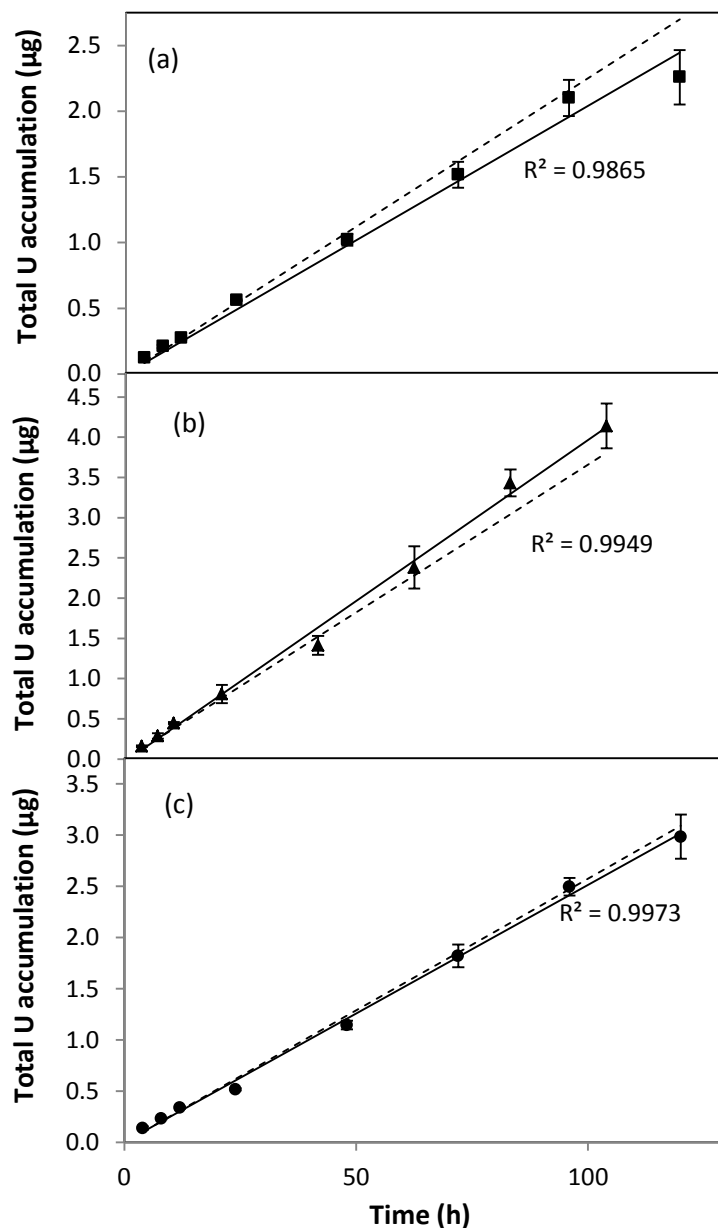 Total U accumulation (µg)
2.5
2.0
1.5
1.0
0.5
0.0
(a)
R² = 0.9865
Total U accumulation (µg)
4.5
4.0
3.5
3.0
2.5
2.0
1.5
1.0
0.5
0.0
(b)
R² = 0.9949
Total U accumulation (µg)
3.5
3.0
2.5
2.0
1.5
1.0
0.5
0.0
(c)
R² = 0.9973
0 50 100
Time (h)